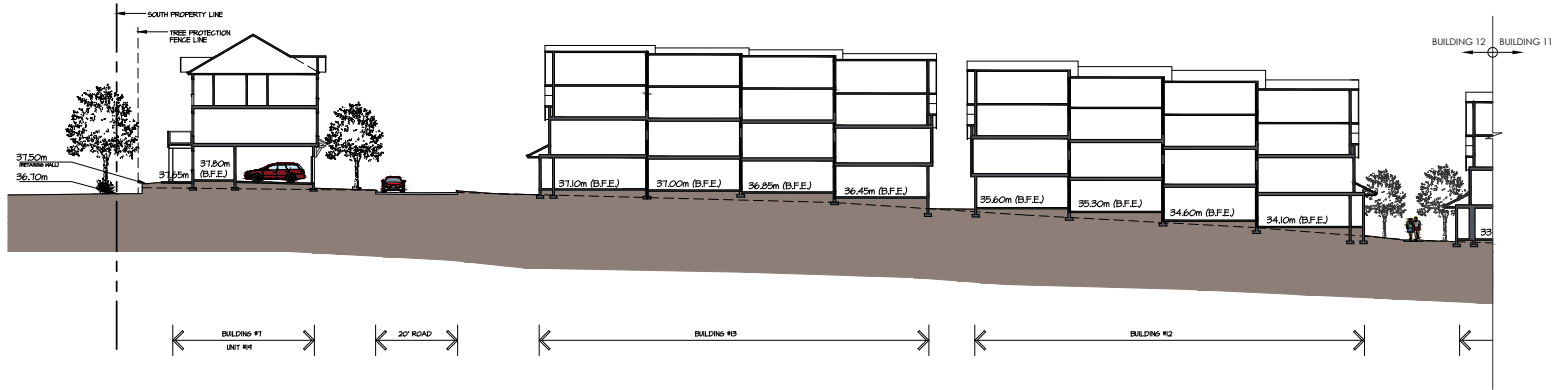 SOUTH PROPERTY LINE
TREE PROTECTION
FENCE LINE
BUILDING 12
BUILDING 11
37.50m
(RETAINING WALL)
36.70m
37.65m
37.80m
(B.F.E.)
37.10m (B.F.E.)
37.00m (B.F.E.)
36.85m (B.F.E.)
36.45m (B.F.E.)
35.60m (B.F.E.)
35.30m (B.F.E.)
34.60m (B.F.E.)
34.10m (B.F.E.)
33
BUILDING #7
UNIT #19
20' ROAD
BUILDING #13
BUILDING #12